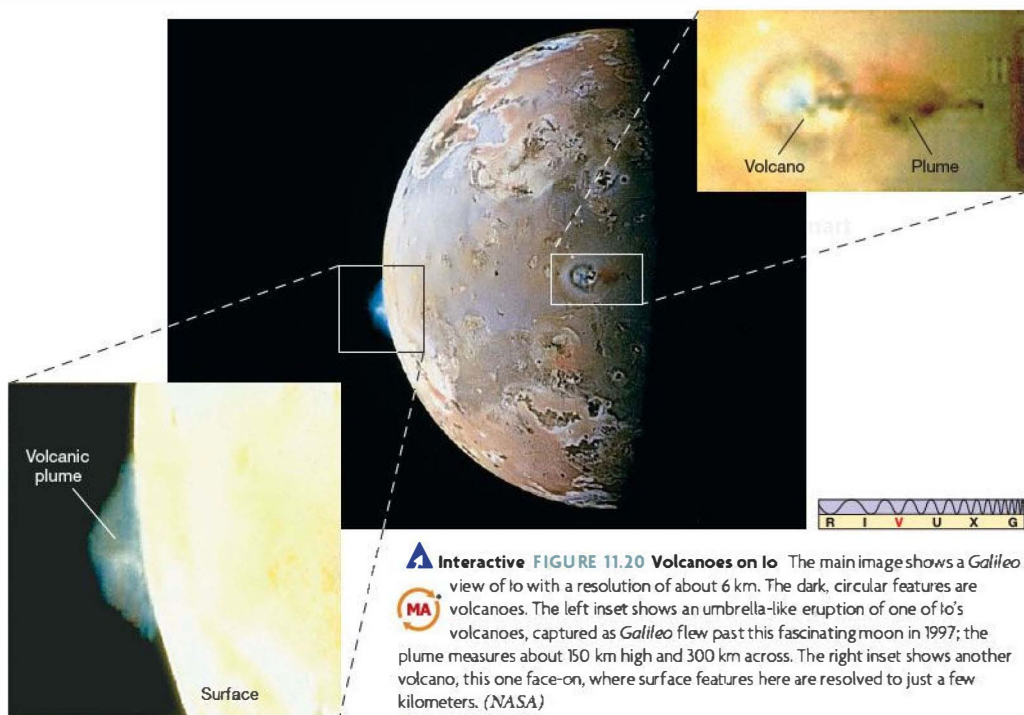 Volcano
Plume
Volcanic
plume
Surface
R I V U X G
Interactive FIGURE 11.20 Volcanoes on Io The main image shows a Galileo
MA
view of Io with a resolution of about 6 km. The dark, circular features are
volcanoes. The left inset shows an umbrella-like eruption of one of Io's
volcanoes, captured as Galileo flew past this fascinating moon in 1997; the
plume measures about 150 km high and 300 km across. The right inset shows another
volcano, this one face-on, where surface features here are resolved to just a few
kilometers. (NASA)